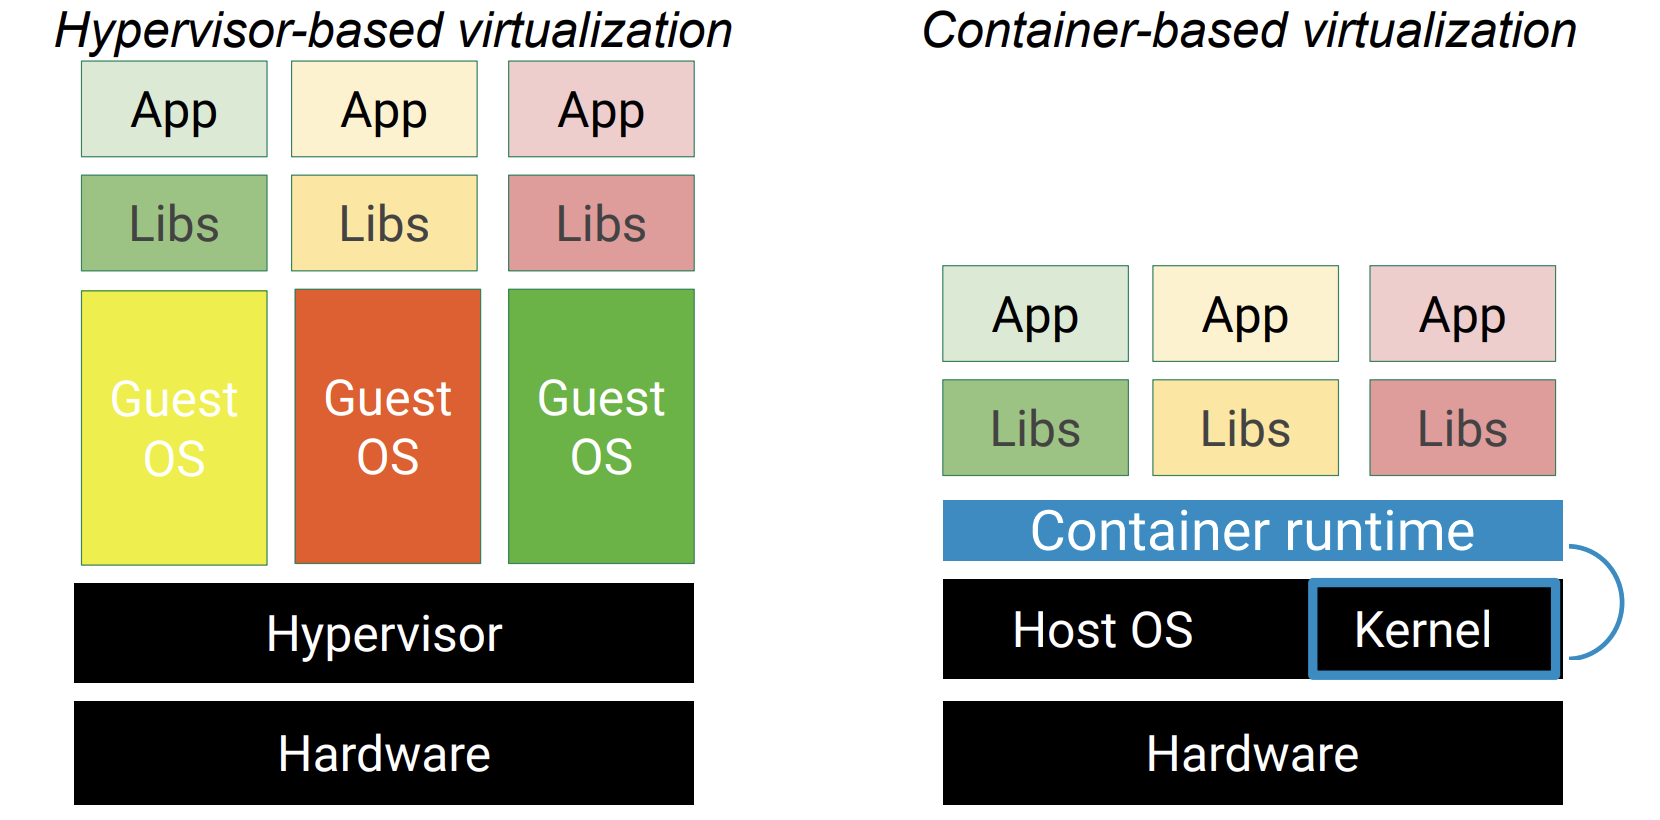 Hypervisor-based virtualization
App App App
Libs Libs Libs
Guest Guest Guest
OS OS OS
Hypervisor
Hardware
Container-based virtualization
App App App
Libs Libs Libs
Container runtime
Host OS Kernel
Hardware